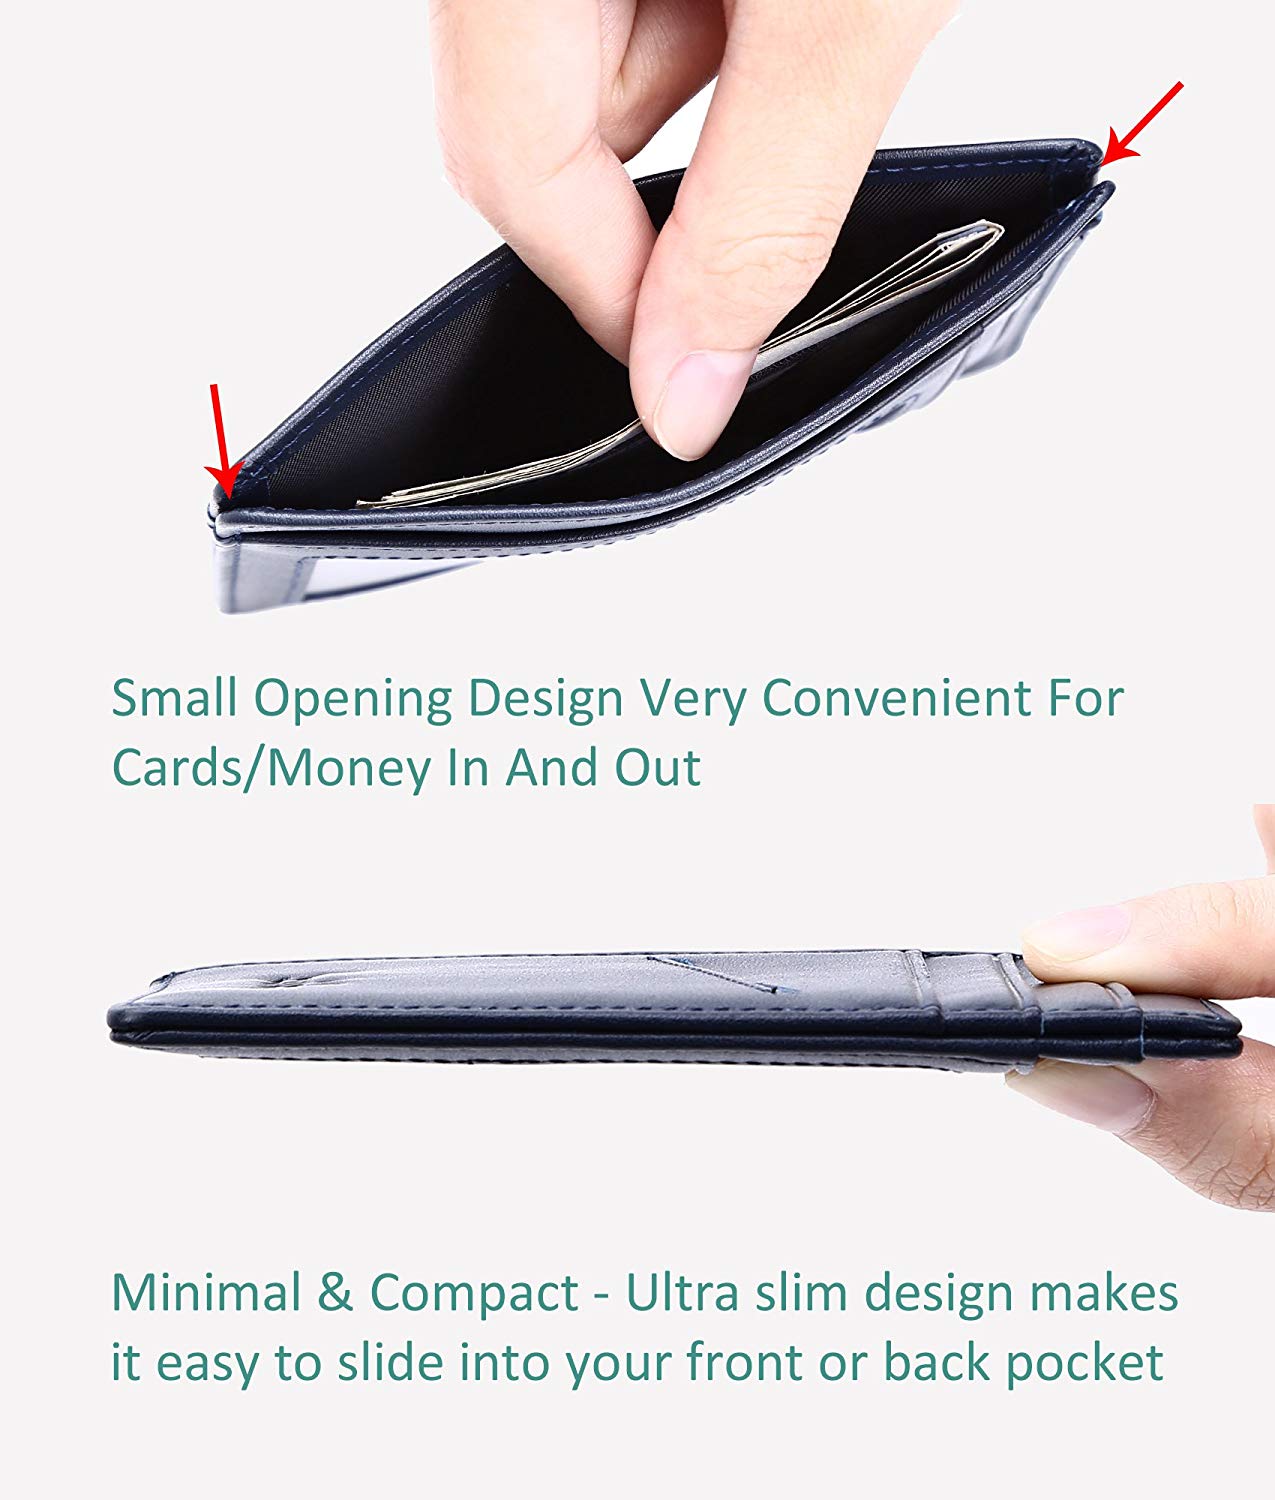 Small Opening Design Very Convenient For
Cards/Money In And Out
Minimal & Compact - Ultra slim design makes
it easy to slide into your front or back pocket